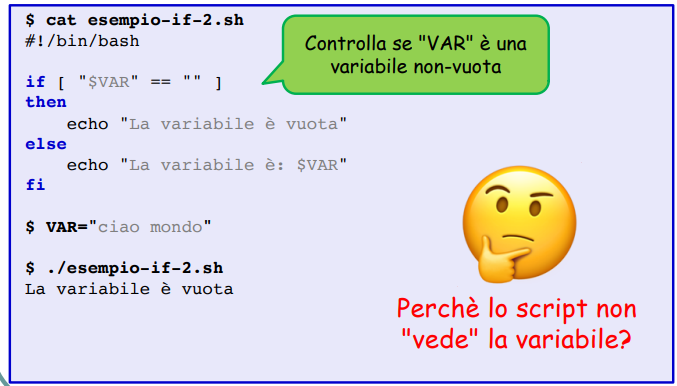 $ cat esempio-if-2.sh
#!/bin/bash
Controlla se "VAR" è una
variabile non-vuota
if [ "$VAR" == "" ]
then
echo "La variabile è vuota"
else
echo "La variabile è: $VAR"
fi
$ VAR="ciao mondo"
$ ./esempio-if-2.sh
La variabile è vuota
Perchè lo script non
"vede" la variabile?